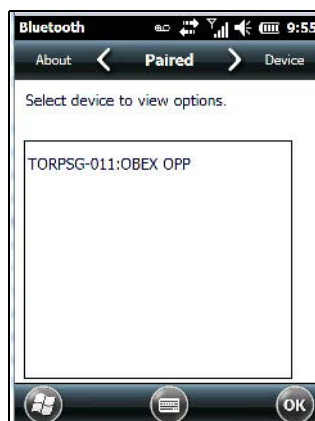 Bluetooth 9:55
About Paired Device
Select device to view options.
TORPSG-011:OBEX OPP
OK